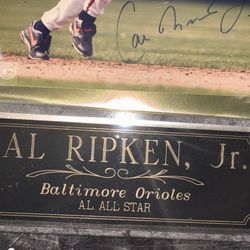 AL RIPKEN, Jr.
Baltimore Orioles
AL ALL STAR